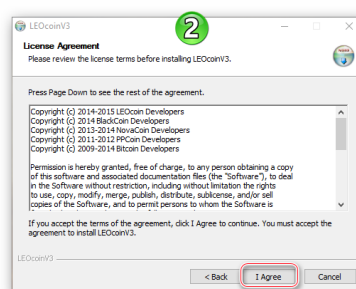 LEOcoinV3
2
License Agreement
Please review the license terms before installing LEOcoinV3.
Press Page Down to see the rest of the agreement.
Copyright (c) 2014-2015 LEOcoin Developers
Copyright (c) 2014 BlackCoin Developers
Copyright (c) 2013-2014 NovaCoin Developers
Copyright (c) 2011-2012 PPCoin Developers
Copyright (c) 2009-2014 Bitcoin Developers
Permission is hereby granted, free of charge, to any person obtaining a copy
of this software and associated documentation files (the "Software"), to deal
in the Software without restriction, including without limitation the rights
to use, copy, modify, merge, publish, distribute, sublicense, and/or sell
copies of the Software, and to permit persons to whom the Software is
If you accept the terms of the agreement, click I Agree to continue. You must accept the
agreement to install LEOcoinV3.
LEOcoinV3
< Back
I Agree
Cancel